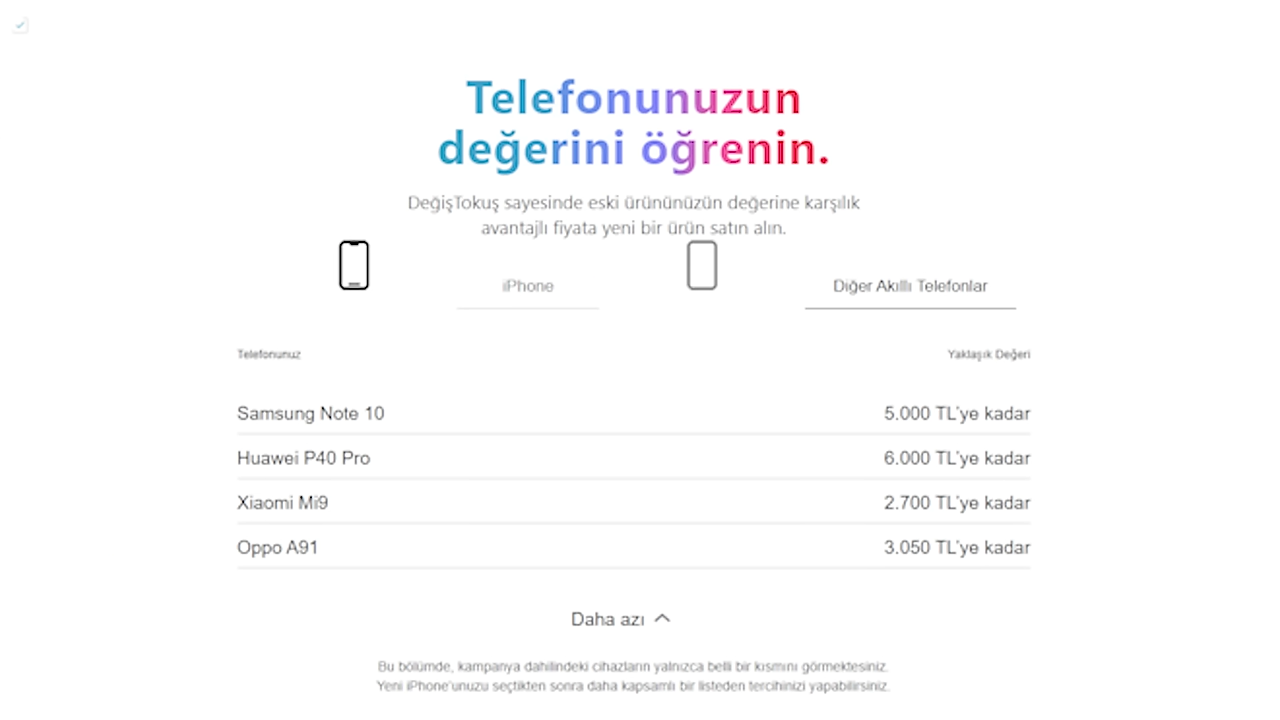 Telefonunuzun
değerini öğrenin.
DeğişTokuş sayesinde eski ürününüzün değerine karşılık
avantajlı fiyata yeni bir ürün satın alın.
iPhone
Diğer Akıllı Telefonlar
Telefonunuz
Yaklaşık Değeri
Samsung Note 10
5.000 TL'ye kadar
Huawei P40 Pro
6.000 TL'ye kadar
Xiaomi Mi9
2.700 TL'ye kadar
Oppo A91
3.050 TL'ye kadar
Daha azı
Bu bölümde, kampanya dahilindeki cihazların yalnızca belli bir kısmını görmektesiniz.
Yeni iPhone'unuzu seçtikten sonra daha kapsamlı bir listeden tercihinizi yapabilirsiniz.